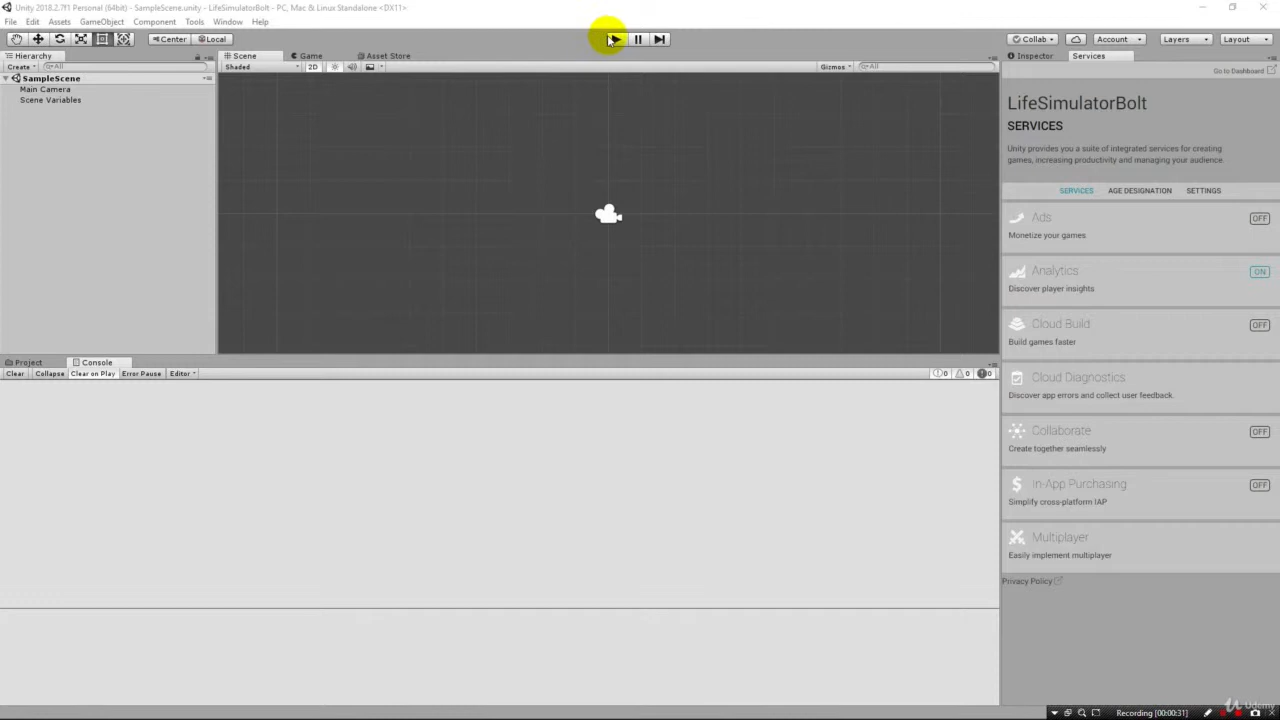 Unity 2018.2.7f1 Personal (64bit) - SampleScene.unity - LifeSimulatorBolt - PC, Mac & Linux Standalone <DX11>
File Edit Assets GameObject Component Tools Window Help
Center Local Collab Account Layers Layout
Hierarchy
Create All
SampleScene
Main Camera
Scene Variables
Scene Game Asset Store
Shaded 2D Gizmos All
Inspector Services
Go to Dashboard
LifeSimulatorBolt
SERVICES
Unity provides you a suite of integrated services for creating
games, increasing productivity and managing your audience.
SERVICES AGE DESIGNATION SETTINGS
Ads OFF
Monetize your games
Analytics ON
Discover player insights
Cloud Build OFF
Build games faster
Cloud Diagnostics
Discover app errors and collect user feedback.
Collaborate OFF
Create together seamlessly
In-App Purchasing OFF
Simplify cross-platform IAP
Multiplayer
Easily implement multiplayer
Privacy Policy
Project Console
Clear Collapse Clear on Play Error Pause Editor 0 0 0
Recording [00:00:31]
Udemy